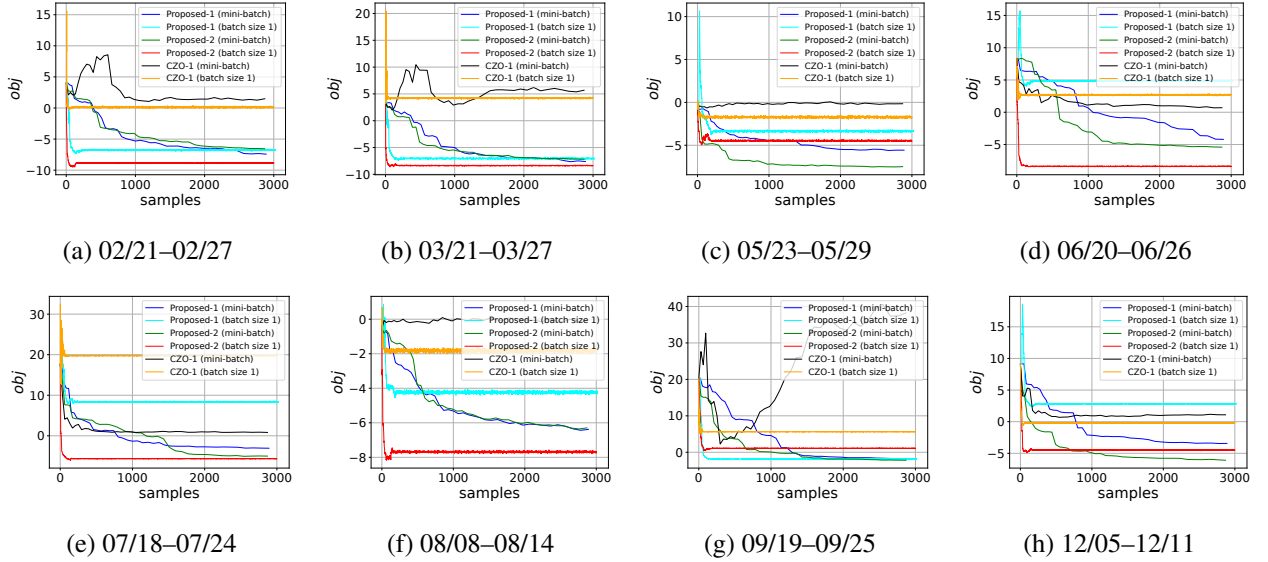 Proposed-1 (mini-batch)
Proposed-1 (batch size 1)
Proposed-2 (mini-batch)
Proposed-2 (batch size 1)
CZO-1 (mini-batch)
CZO-1 (batch size 1)
15
10
5
0
−5
−10
obj
0 1000 2000 3000
samples
(a) 02/21–02/27
Proposed-1 (mini-batch)
Proposed-1 (batch size 1)
Proposed-2 (mini-batch)
Proposed-2 (batch size 1)
CZO-1 (mini-batch)
CZO-1 (batch size 1)
20
15
10
5
0
−5
−10
obj
0 1000 2000 3000
samples
(b) 03/21–03/27
Proposed-1 (mini-batch)
Proposed-1 (batch size 1)
Proposed-2 (mini-batch)
Proposed-2 (batch size 1)
CZO-1 (mini-batch)
CZO-1 (batch size 1)
10
5
0
−5
obj
0 1000 2000 3000
samples
(c) 05/23–05/29
Proposed-1 (mini-batch)
Proposed-1 (batch size 1)
Proposed-2 (mini-batch)
Proposed-2 (batch size 1)
CZO-1 (mini-batch)
CZO-1 (batch size 1)
15
10
5
0
−5
obj
0 1000 2000 3000
samples
(d) 06/20–06/26
Proposed-1 (mini-batch)
Proposed-1 (batch size 1)
Proposed-2 (mini-batch)
Proposed-2 (batch size 1)
CZO-1 (mini-batch)
CZO-1 (batch size 1)
30
20
10
0
obj
0 1000 2000 3000
samples
(e) 07/18–07/24
Proposed-1 (mini-batch)
Proposed-1 (batch size 1)
Proposed-2 (mini-batch)
Proposed-2 (batch size 1)
CZO-1 (mini-batch)
CZO-1 (batch size 1)
0
−2
−4
−6
−8
obj
0 1000 2000 3000
samples
(f) 08/08–08/14
Proposed-1 (mini-batch)
Proposed-1 (batch size 1)
Proposed-2 (mini-batch)
Proposed-2 (batch size 1)
CZO-1 (mini-batch)
CZO-1 (batch size 1)
40
30
20
10
0
obj
0 1000 2000 3000
samples
(g) 09/19–09/25
Proposed-1 (mini-batch)
Proposed-1 (batch size 1)
Proposed-2 (mini-batch)
Proposed-2 (batch size 1)
CZO-1 (mini-batch)
CZO-1 (batch size 1)
15
10
5
0
−5
obj
0 1000 2000 3000
samples
(h) 12/05–12/11